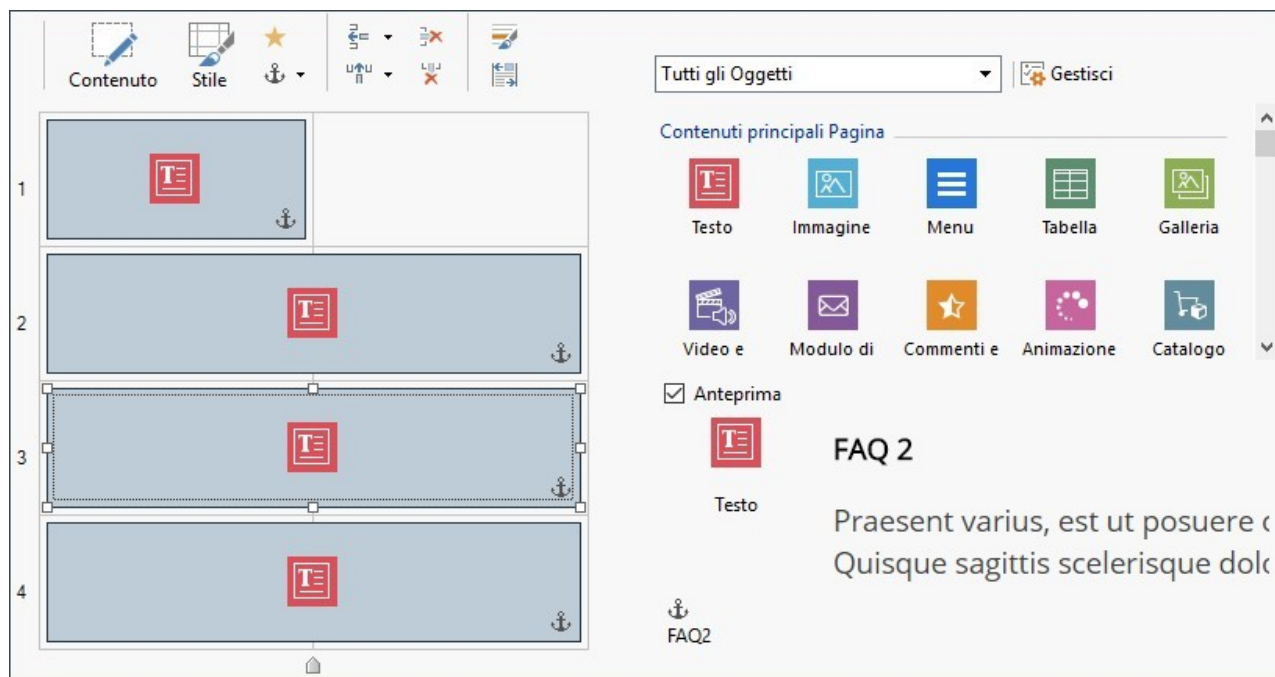 Contenuto
Stile
Tutti gli Oggetti
Gestisci
Contenuti principali Pagina
Testo
Immagine
Menu
Tabella
Galleria
Video e
Modulo di
Commenti e
Animazione
Catalogo
1
2
3
4
Anteprima
Testo
FAQ 2
Praesent varius, est ut posuere
Quisque sagittis scelerisque
FAQ2